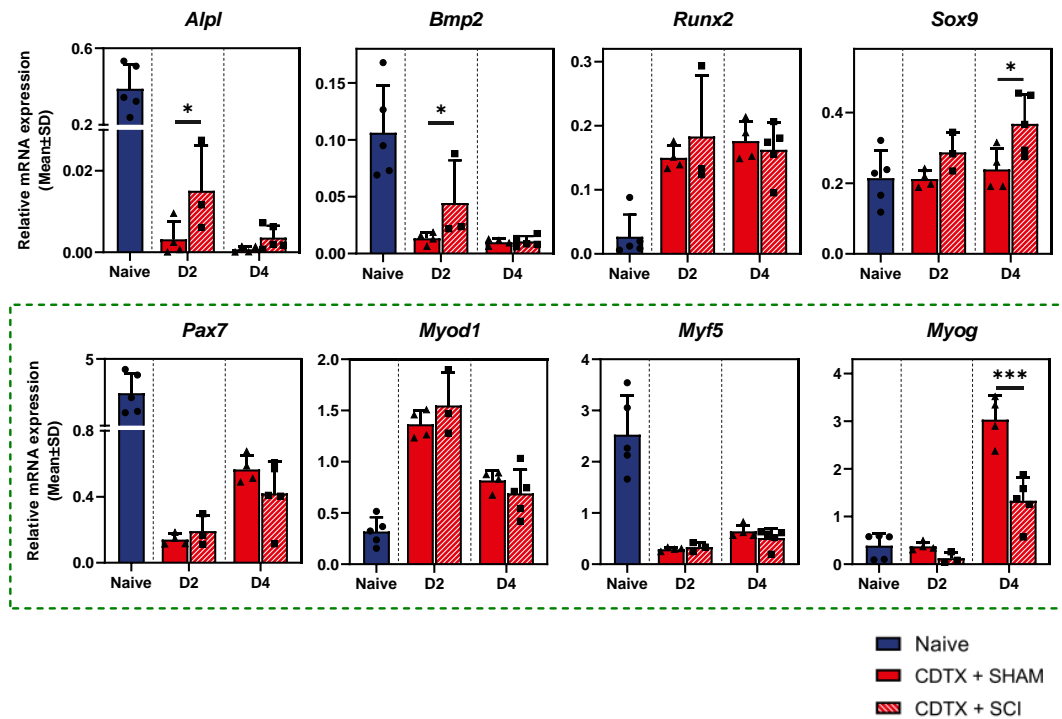 Alpl
Bmp2
Runx2
Sox9
Relative mRNA expression
(Mean±SD)
0.6
0.2
0.02
0.00
*
Naive D2 D4
0.15
0.10
0.05
0.00
*
Naive D2 D4
0.3
0.2
0.1
0.0
Naive D2 D4
0.4
0.2
0.0
*
Naive D2 D4
Pax7
Myod1
Myf5
Myog
Relative mRNA expression
(Mean±SD)
5
0.8
0.4
0.0
Naive D2 D4
2.0
1.5
1.0
0.5
0.0
Naive D2 D4
4
3
2
1
0
Naive D2 D4
4
3
2
1
0
***
Naive D2 D4
Naive
CDTX + SHAM
CDTX + SCI